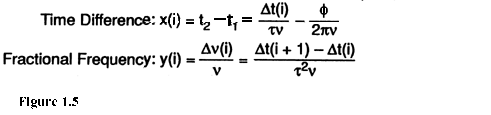 Time Difference: x(i) = t₂−t₁ = Δt(i)/τν − ϕ/2πν
Fractional Frequency: y(i) = Δν(i)/ν = Δt(i + 1) − Δt(i)/τ²ν
Figure 1.5